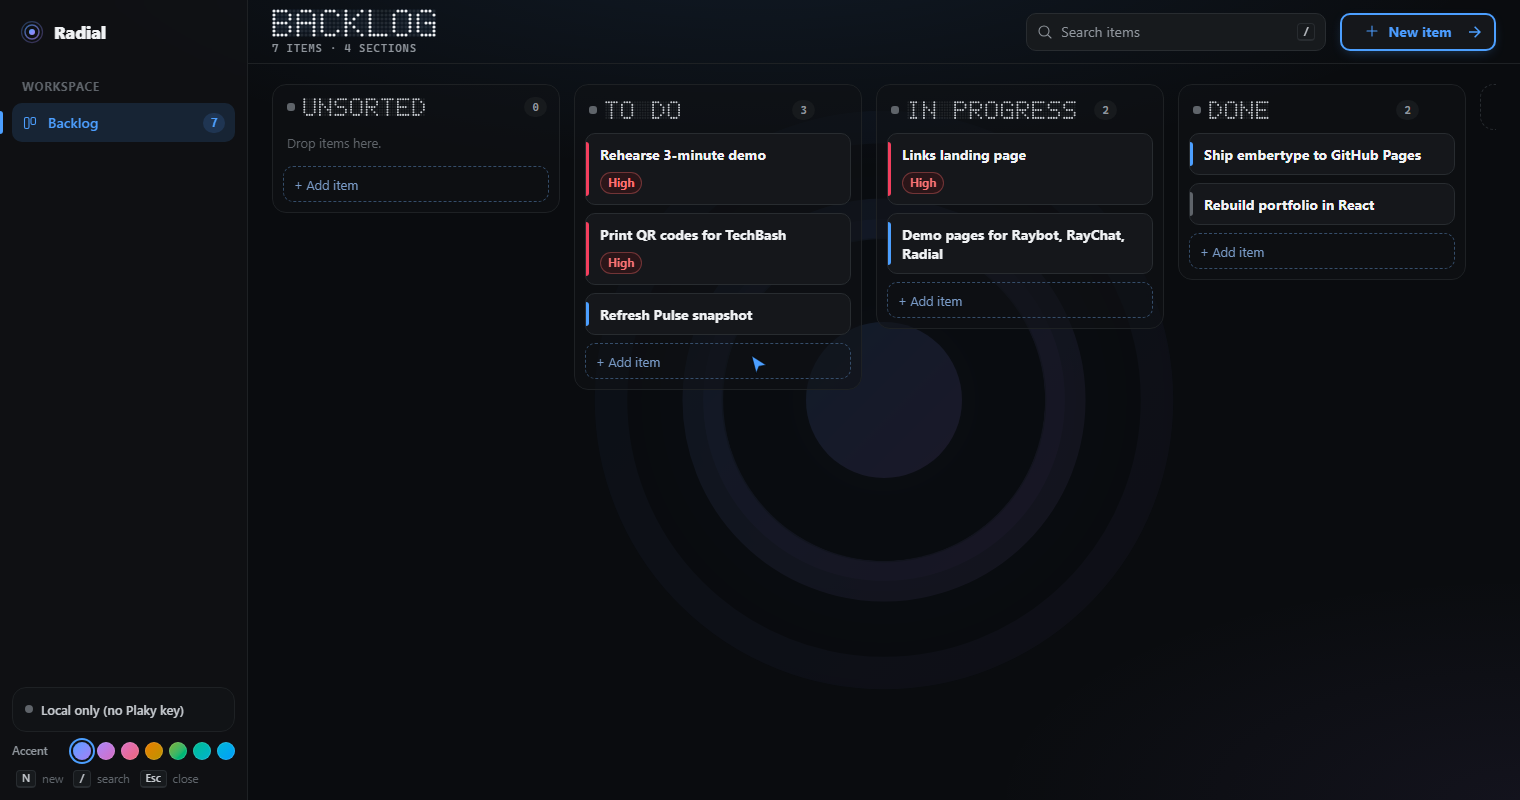 Radial
WORKSPACE
Backlog 7
Local only (no Plaky key)
Accent
N new / search Esc close
BACKLOG
7 ITEMS · 4 SECTIONS
Search items /
+ New item →
UNSORTED 0
Drop items here.
+ Add item
TO DO 3
Rehearse 3-minute demo
High
Print QR codes for TechBash
High
Refresh Pulse snapshot
+ Add item
IN PROGRESS 2
Links landing page
High
Demo pages for Raybot, RayChat,
Radial
+ Add item
DONE 2
Ship embertype to GitHub Pages
Rebuild portfolio in React
+ Add item